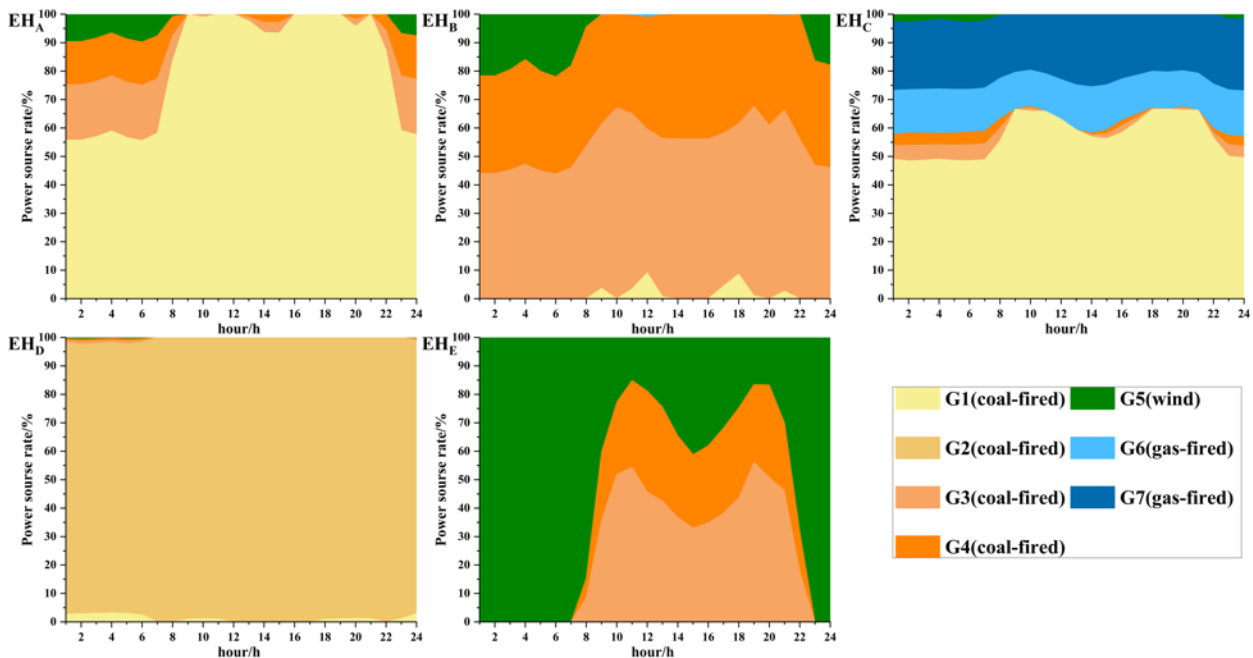 EH_A
Power sourse rate/%
100
90
80
70
60
50
40
30
20
10
0
2 4 6 8 10 12 14 16 18 20 22 24
hour/h
EH_B
Power sourse rate/%
100
90
80
70
60
50
40
30
20
10
0
2 4 6 8 10 12 14 16 18 20 22 24
hour/h
EH_C
Power sourse rate/%
100
90
80
70
60
50
40
30
20
10
0
2 4 6 8 10 12 14 16 18 20 22 24
hour/h
EH_D
Power sourse rate/%
100
90
80
70
60
50
40
30
20
10
0
2 4 6 8 10 12 14 16 18 20 22 24
hour/h
EH_E
Power sourse rate/%
100
90
80
70
60
50
40
30
20
10
0
2 4 6 8 10 12 14 16 18 20 22 24
hour/h
G1(coal-fired) G5(wind)
G2(coal-fired) G6(gas-fired)
G3(coal-fired) G7(gas-fired)
G4(coal-fired)